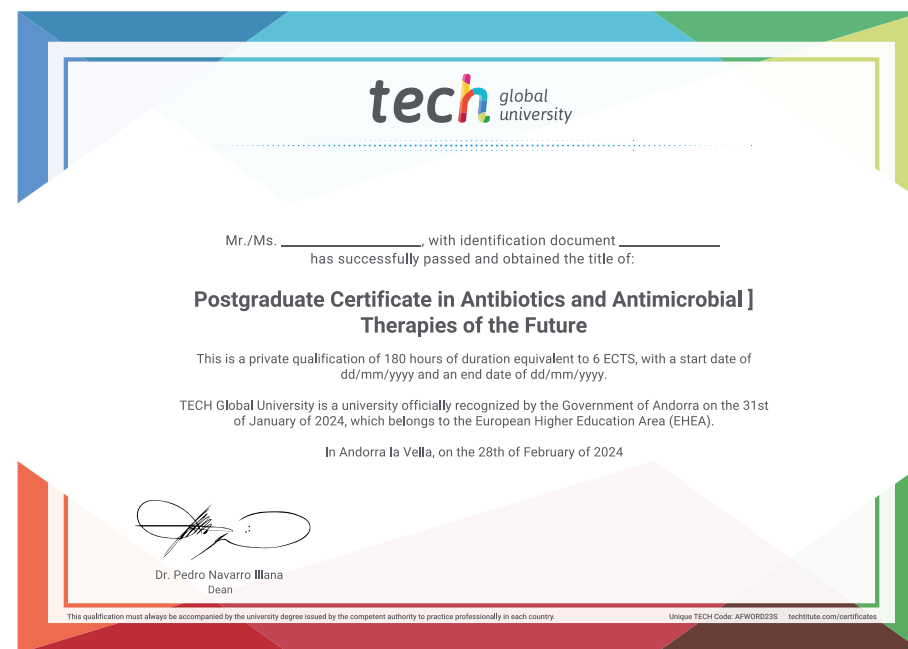 tech global
university
Mr./Ms. ____________________, with identification document ______________
has successfully passed and obtained the title of:
Postgraduate Certificate in Antibiotics and Antimicrobial ]
Therapies of the Future
This is a private qualification of 180 hours of duration equivalent to 6 ECTS, with a start date of
dd/mm/yyyy and an end date of dd/mm/yyyy.
TECH Global University is a university officially recognized by the Government of Andorra on the 31st
of January of 2024, which belongs to the European Higher Education Area (EHEA).
In Andorra la Vella, on the 28th of February of 2024
Dr. Pedro Navarro Illana
Dean
This qualification must always be accompanied by the university degree issued by the competent authority to practice professionally in each country.
Unique TECH Code: AFWORD23S techtitute.com/certificates